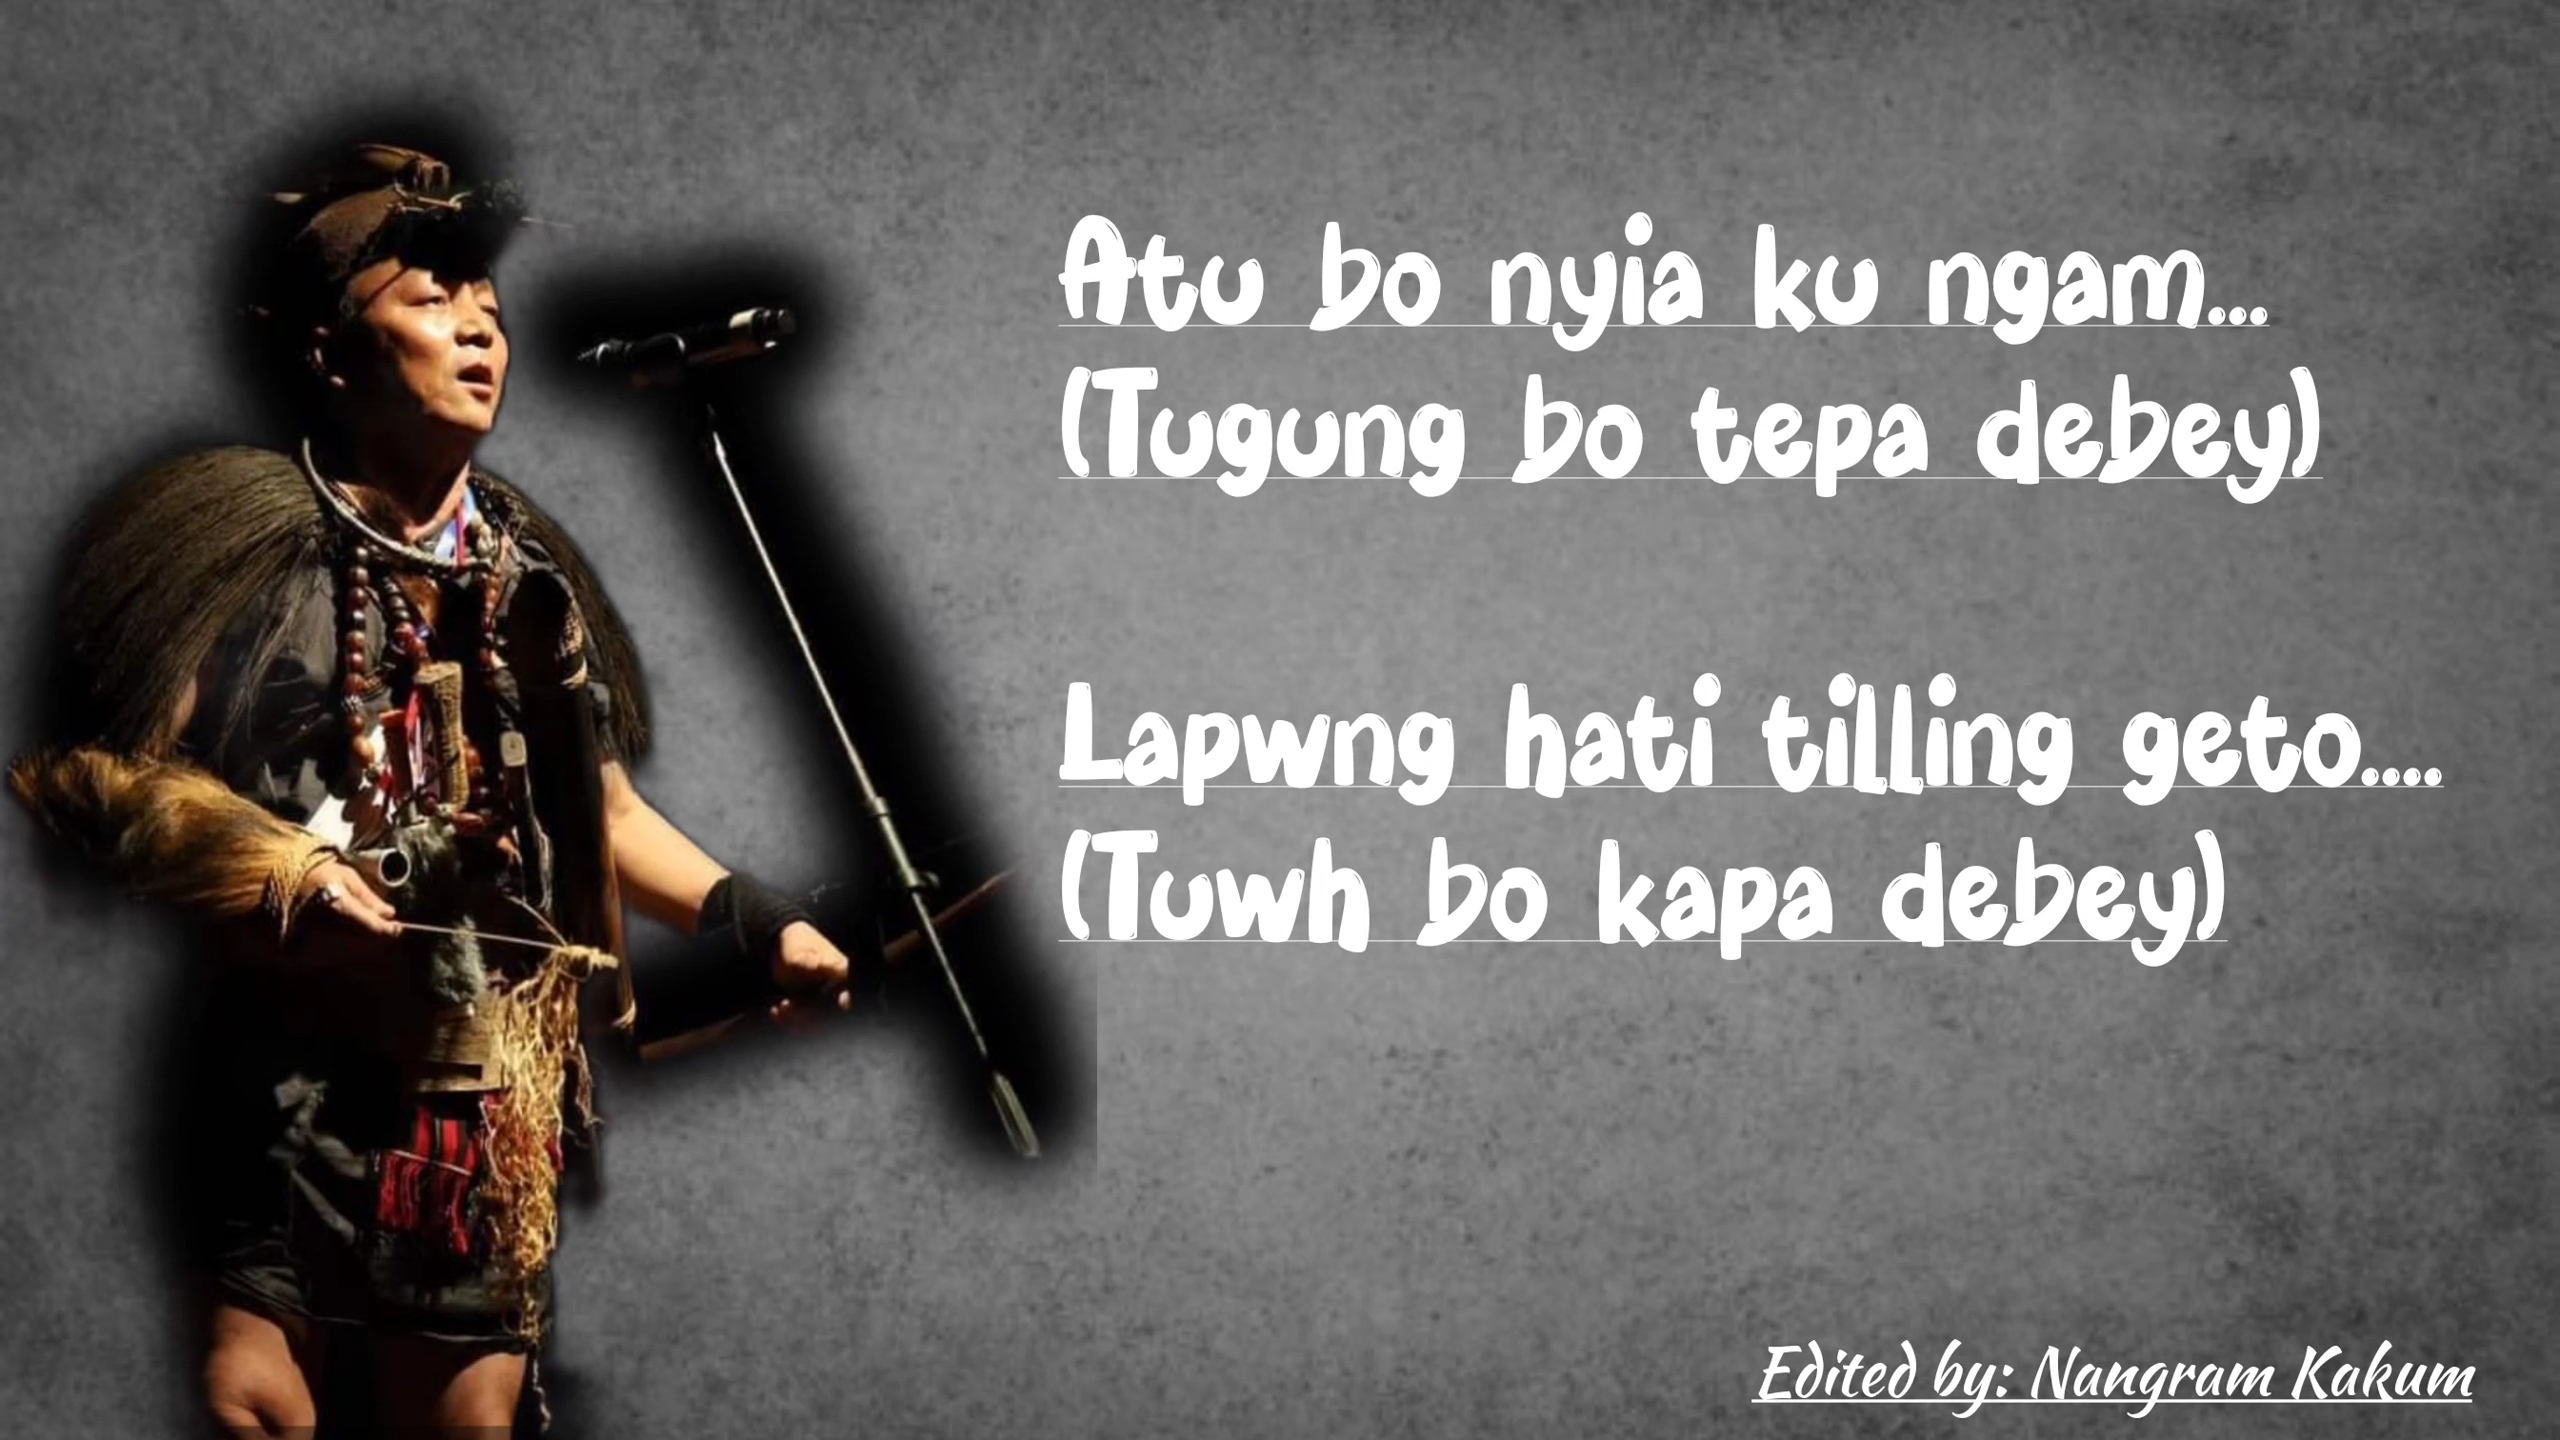 Atu bo nyia ku ngam...
(Tugung bo tepa debey)
Lapwng hati tilling geto....
(Tuwh bo kapa debey)
Edited by: Nangram Kakum